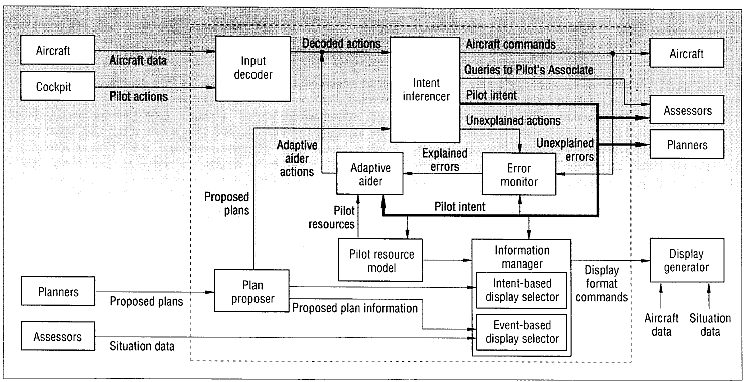 Aircraft
Aircraft data
Cockpit
Pilot actions
Input
decoder
Decoded actions
Intent
inferencer
Aircraft commands
Queries to Pilot's Associate
Pilot intent
Unexplained actions
Unexplained
errors
Aircraft
Assessors
Planners
Adaptive
aider
actions
Adaptive
aider
Explained
errors
Error
monitor
Proposed
plans
Pilot
resources
Pilot intent
Pilot resource
model
Information
manager
Intent-based
display selector
Event-based
display selector
Display
format
commands
Display
generator
Aircraft
data
Situation
data
Planners
Proposed plans
Plan
proposer
Proposed plan information
Assessors
Situation data